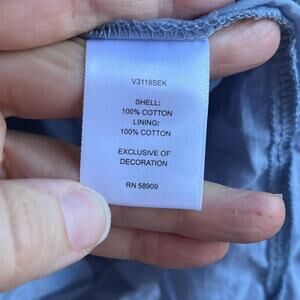 V3118SEK
SHELL:
100% COTTON
LINING:
100% COTTON
EXCLUSIVE OF
DECORATION
RN 58909